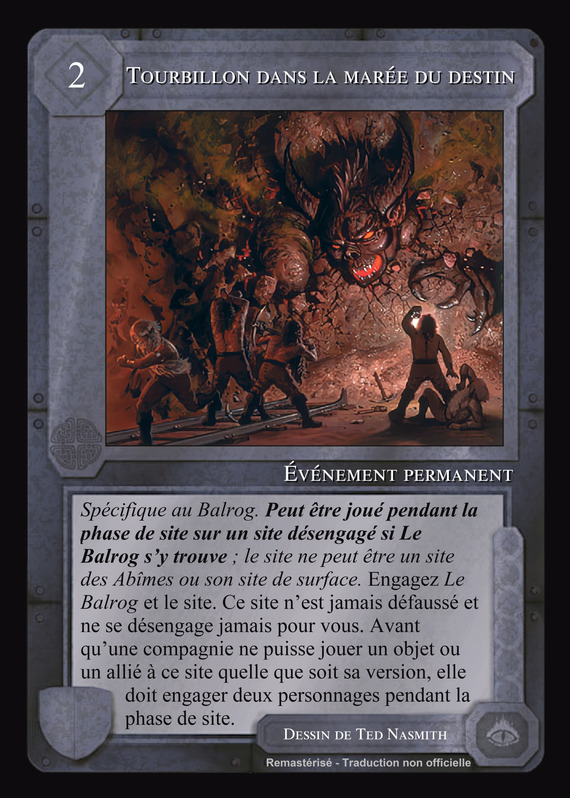 2
Tourbillon dans la marée du destin
Événement permanent
Spécifique au Balrog. Peut être joué pendant la
phase de site sur un site désengagé si Le
Balrog s’y trouve ; le site ne peut être un site
des Abîmes ou son site de surface. Engagez Le
Balrog et le site. Ce site n’est jamais défaussé et
ne se désengage jamais pour vous. Avant
qu’une compagnie ne puisse jouer un objet ou
un allié à ce site quelle que soit sa version, elle
doit engager deux personnages pendant la
phase de site.
Dessin de Ted Nasmith
Remastérisé - Traduction non officielle